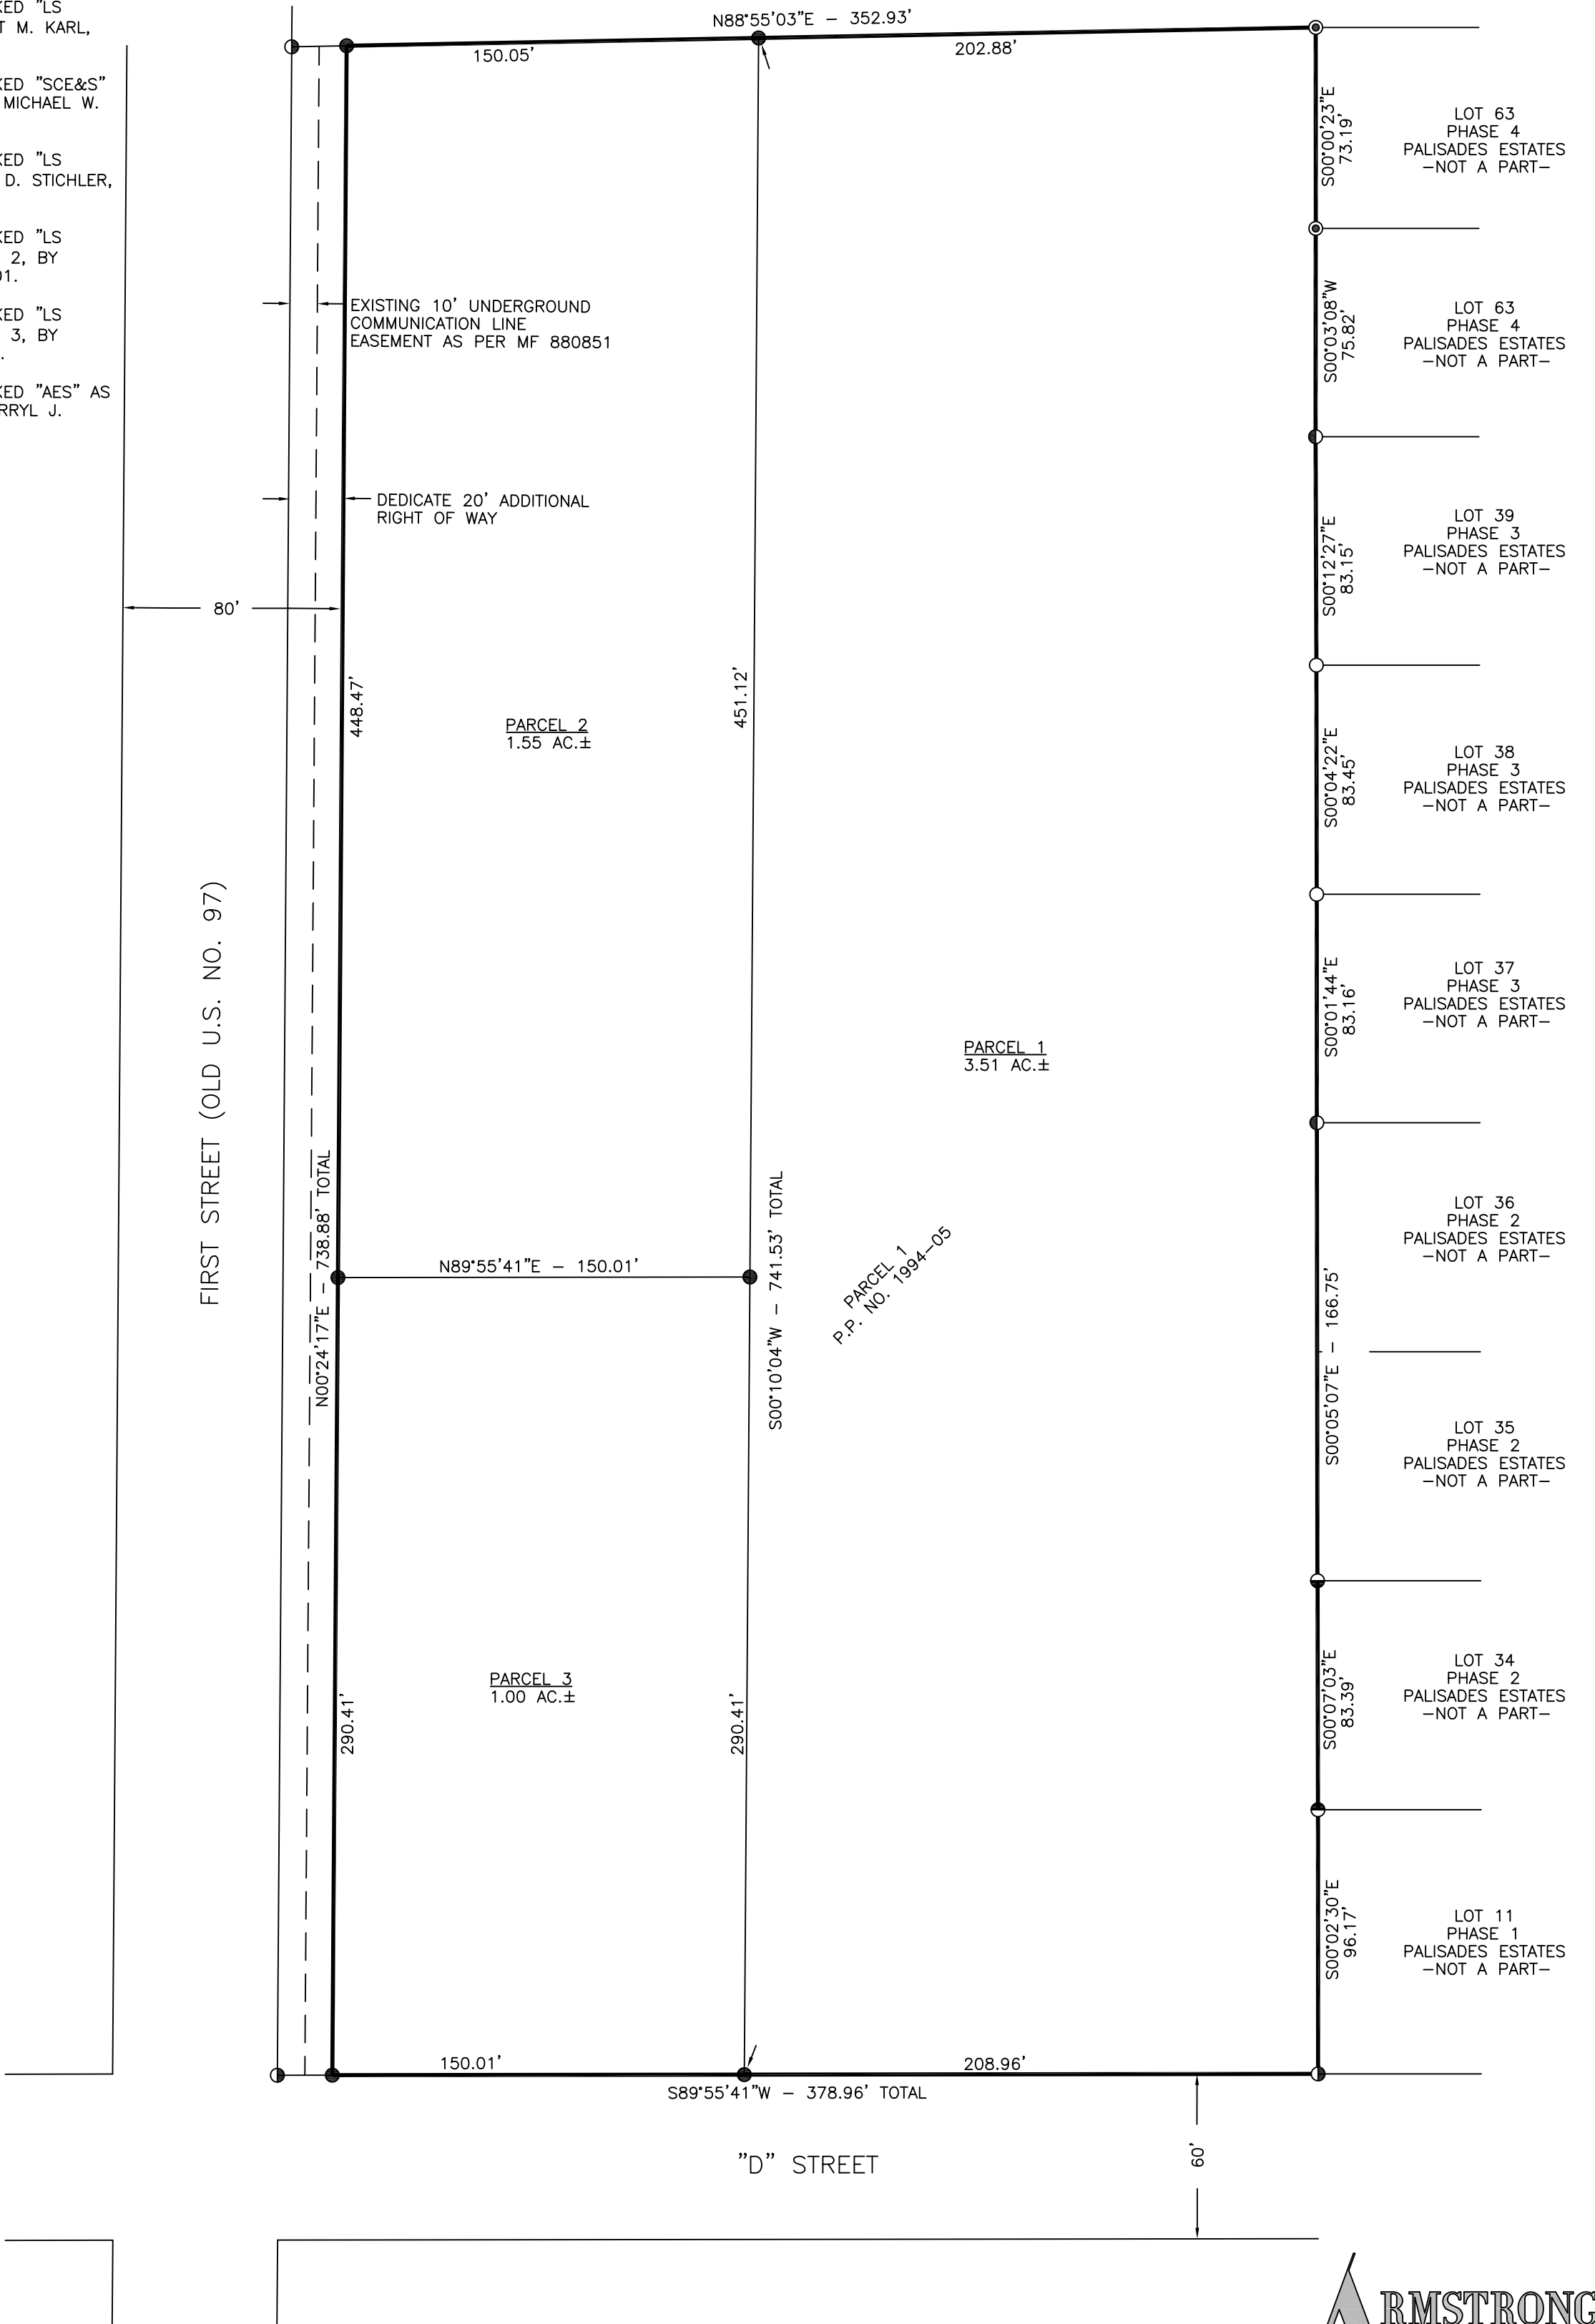 KED "LS
T M. KARL,
KED "SCE&S"
MICHAEL W.
KED "LS
D. STICHLER,
KED "LS
2, BY
01.
KED "LS
3, BY
.
KED "AES" AS
RRYL J.
N88°55'03"E – 352.93'
150.05'
202.88'
S00°00'23"E
73.19'
LOT 63
PHASE 4
PALISADES ESTATES
–NOT A PART–
S00°03'08"W
75.82'
LOT 63
PHASE 4
PALISADES ESTATES
–NOT A PART–
EXISTING 10' UNDERGROUND
COMMUNICATION LINE
EASEMENT AS PER MF 880851
DEDICATE 20' ADDITIONAL
RIGHT OF WAY
S00°12'27"E
83.15'
LOT 39
PHASE 3
PALISADES ESTATES
–NOT A PART–
80'
448.47'
PARCEL 2
1.55 AC.±
451.12'
S00°04'22"E
83.45'
LOT 38
PHASE 3
PALISADES ESTATES
–NOT A PART–
FIRST STREET (OLD U.S. NO. 97)
S00°01'44"E
83.16'
LOT 37
PHASE 3
PALISADES ESTATES
–NOT A PART–
PARCEL 1
3.51 AC.±
N00°24'17"E – 738.88' TOTAL
N89°55'41"E – 150.01'
S00°10'04"W – 741.53' TOTAL
PARCEL 1
P.P. NO. 1994–05
S00°05'07"E – 166.75'
LOT 36
PHASE 2
PALISADES ESTATES
–NOT A PART–
LOT 35
PHASE 2
PALISADES ESTATES
–NOT A PART–
PARCEL 3
1.00 AC.±
290.41'
290.41'
S00°07'03"E
83.39'
LOT 34
PHASE 2
PALISADES ESTATES
–NOT A PART–
S00°02'30"E
96.17'
LOT 11
PHASE 1
PALISADES ESTATES
–NOT A PART–
150.01'
208.96'
S89°55'41"W – 378.96' TOTAL
"D" STREET
60'
ARMSTRONG